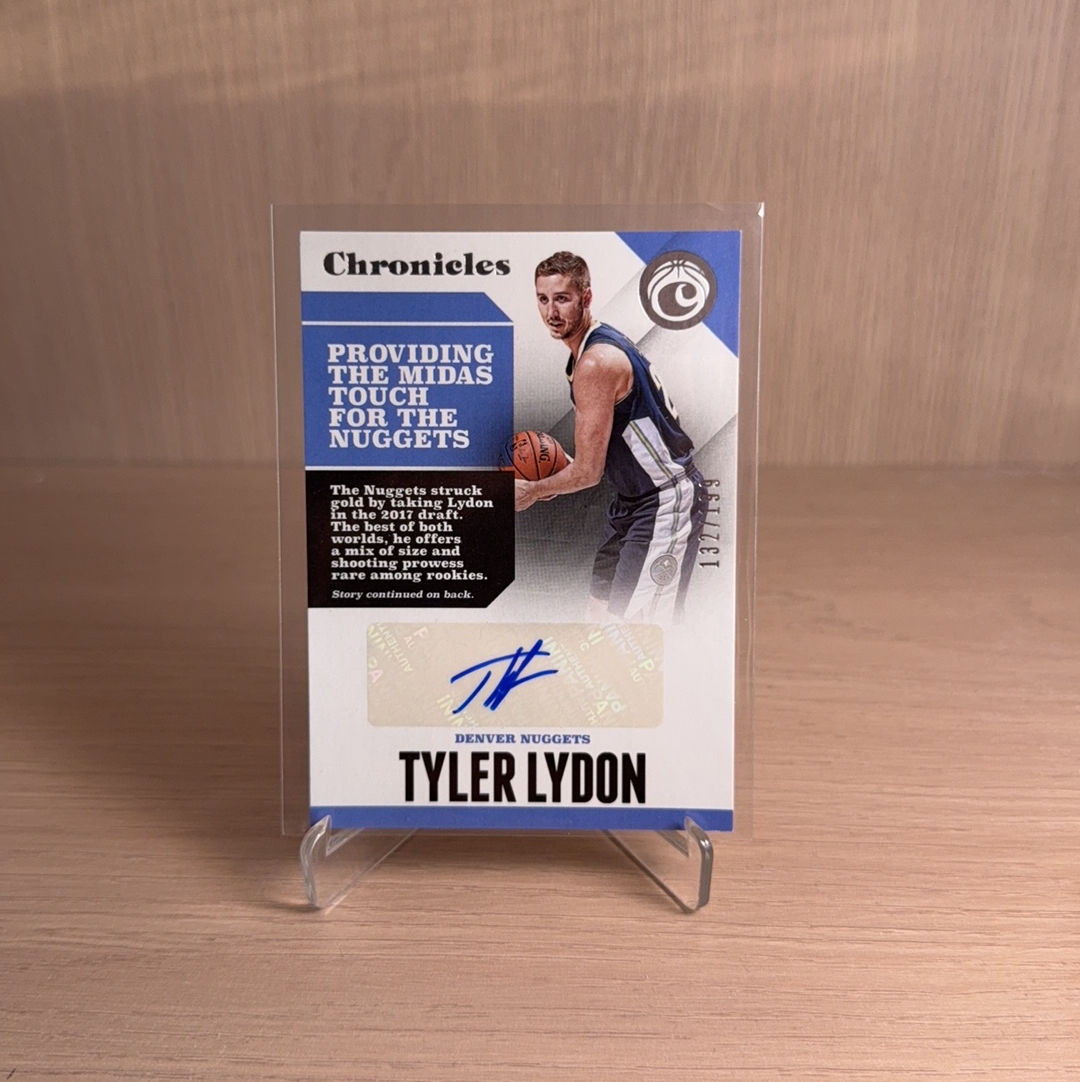 Chronicles
PROVIDING
THE MIDAS
TOUCH
FOR THE
NUGGETS
The Nuggets struck
gold by taking Lydon
in the 2017 draft.
The best of both
worlds, he offers
a mix of size and
shooting prowess
rare among rookies.
Story continued on back.
132/199
DENVER NUGGETS
TYLER LYDON